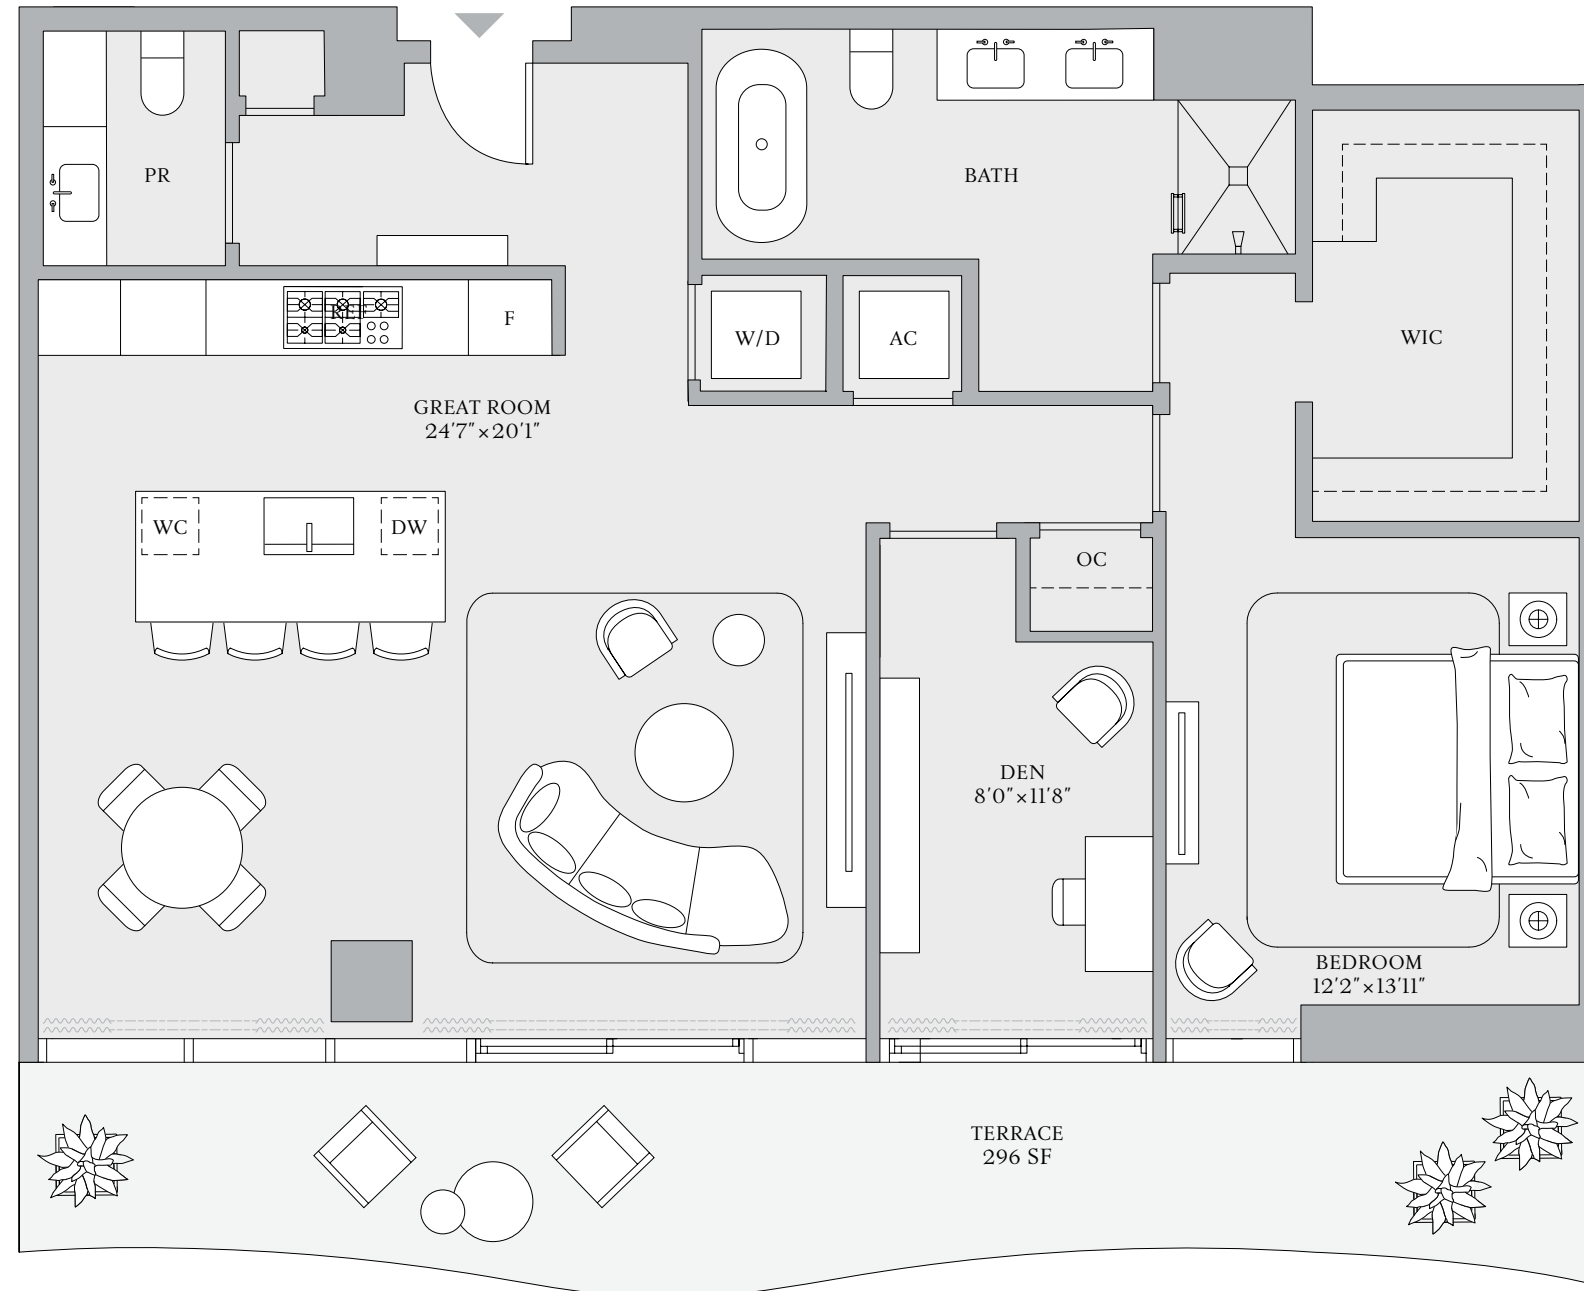 PR
BATH
REF
F
W/D
AC
WIC
GREAT ROOM
24'7"×20'1"
WC
DW
OC
DEN
8'0"×11'8"
BEDROOM
12'2"×13'11"
TERRACE
296 SF